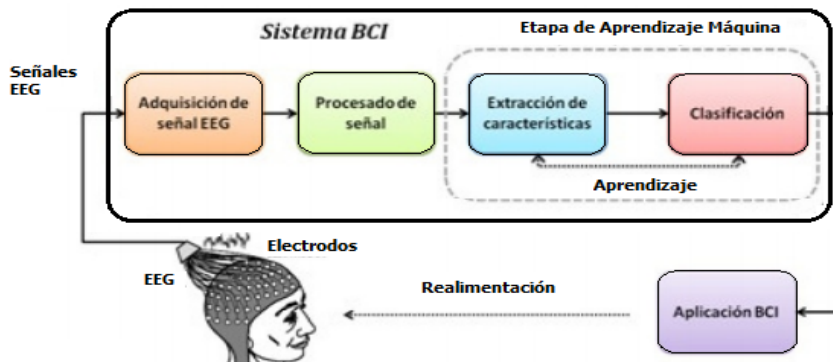 Sistema BCI
Etapa de Aprendizaje Máquina
Señales
EEG
Adquisición de
señal EEG
Procesado de
señal
Extracción de
características
Clasificación
Aprendizaje
Electrodos
EEG
Realimentación
Aplicación BCI